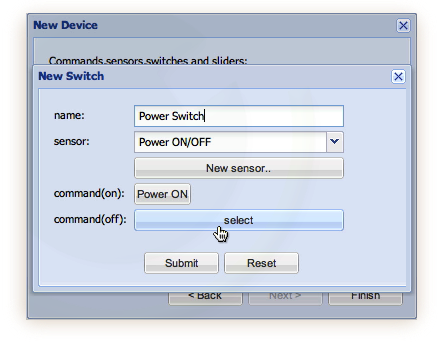 New Device
Commands,sensors,switches and sliders:
New Switch
name: Power Switch
sensor: Power ON/OFF
New sensor..
command(on): Power ON
command(off): select
Submit Reset
< Back Next > Finish